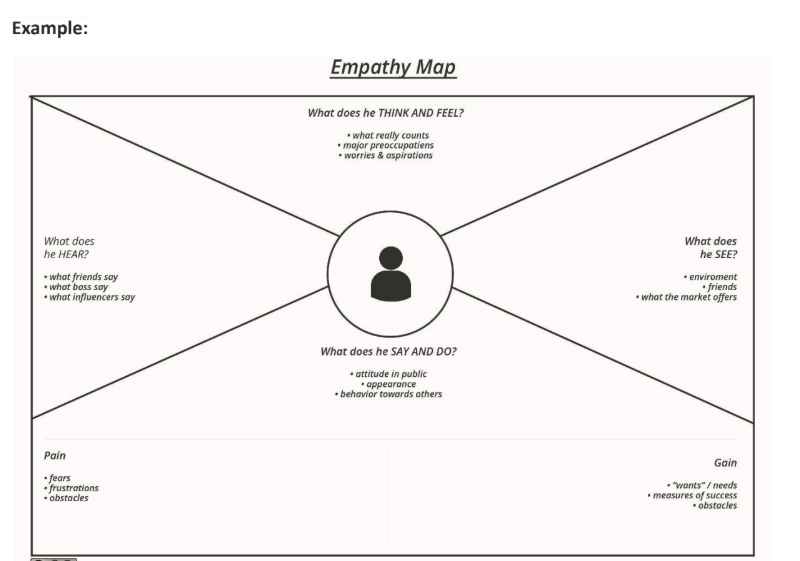 Example:
Empathy Map
What does he THINK AND FEEL?
• what really counts
• major preoccupatiens
• worries & aspirations
What does
he HEAR?
• what friends say
• what boss say
• what influencers say
What does
he SEE?
• enviroment
• friends
• what the market offers
What does he SAY AND DO?
• attitude in public
• appearance
• behavior towards others
Pain
• fears
• frustrations
• obstacles
Gain
• "wants" / needs
• measures of success
• obstacles